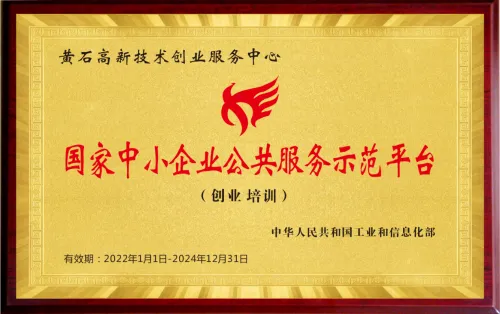 黄石高新技术创业服务中心
国家中小企业公共服务示范平台
（创业 培训）
中华人民共和国工业和信息化部
有效期：2022年1月1日-2024年12月31日